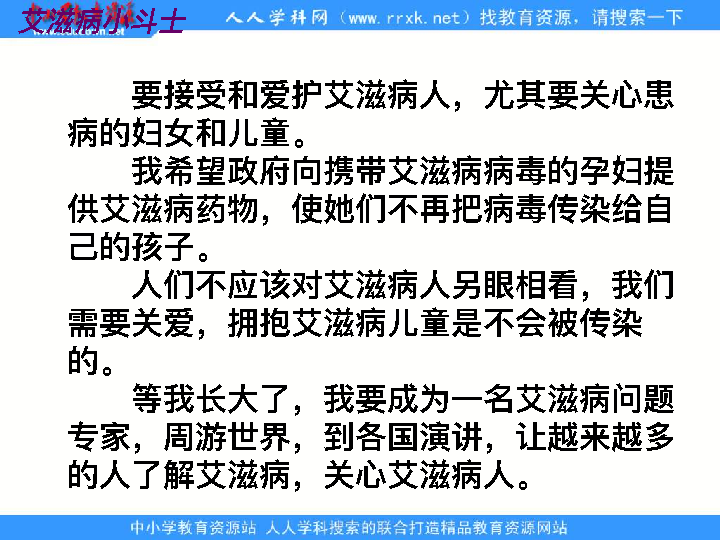 艾滋病小斗士
www.
人人学科网（www.rrxk.net）找教育资源，请搜索一下
要接受和爱护艾滋病人，尤其要关心患
病的妇女和儿童。
我希望政府向携带艾滋病病毒的孕妇提
供艾滋病药物，使她们不再把病毒传染给自
己的孩子。
人们不应该对艾滋病人另眼相看，我们
需要关爱，拥抱艾滋病儿童是不会被传染
的。
等我长大了，我要成为一名艾滋病问题
专家，周游世界，到各国演讲，让越来越多
的人了解艾滋病，关心艾滋病人。
中小学教育资源站 人人学科搜索的联合打造精品教育资源网站